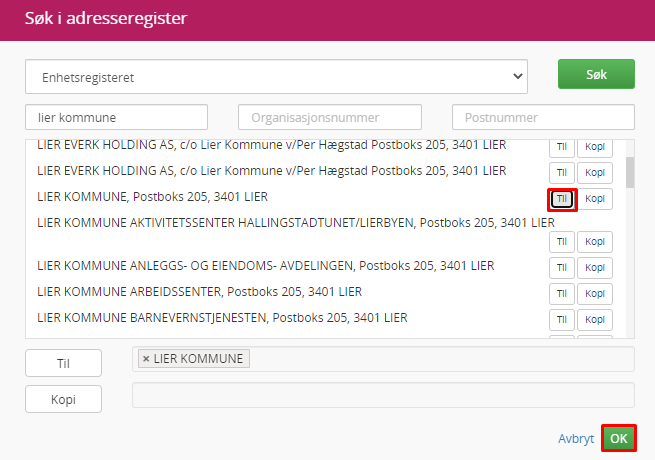 Søk i adresseregister
Enhetsregisteret
Søk
lier kommune Organisasjonsnummer Postnummer
LIER EVERK HOLDING AS, c/o Lier Kommune v/Per Hægstad Postboks 205, 3401 LIER Til Kopi
LIER EVERK HOLDING AS, c/o Lier Kommune v/Per Hægstad Postboks 205, 3401 LIER Til Kopi
LIER KOMMUNE, Postboks 205, 3401 LIER Til Kopi
LIER KOMMUNE AKTIVITETSSENTER HALLINGSTADTUNET/LIERBYEN, Postboks 205, 3401 LIER
Til Kopi
LIER KOMMUNE ANLEGGS- OG EIENDOMS- AVDELINGEN, Postboks 205, 3401 LIER Til Kopi
LIER KOMMUNE ARBEIDSSENTER, Postboks 205, 3401 LIER Til Kopi
LIER KOMMUNE BARNEVERNSTJENESTEN, Postboks 205, 3401 LIER Til Kopi
Til × LIER KOMMUNE
Kopi
Avbryt OK